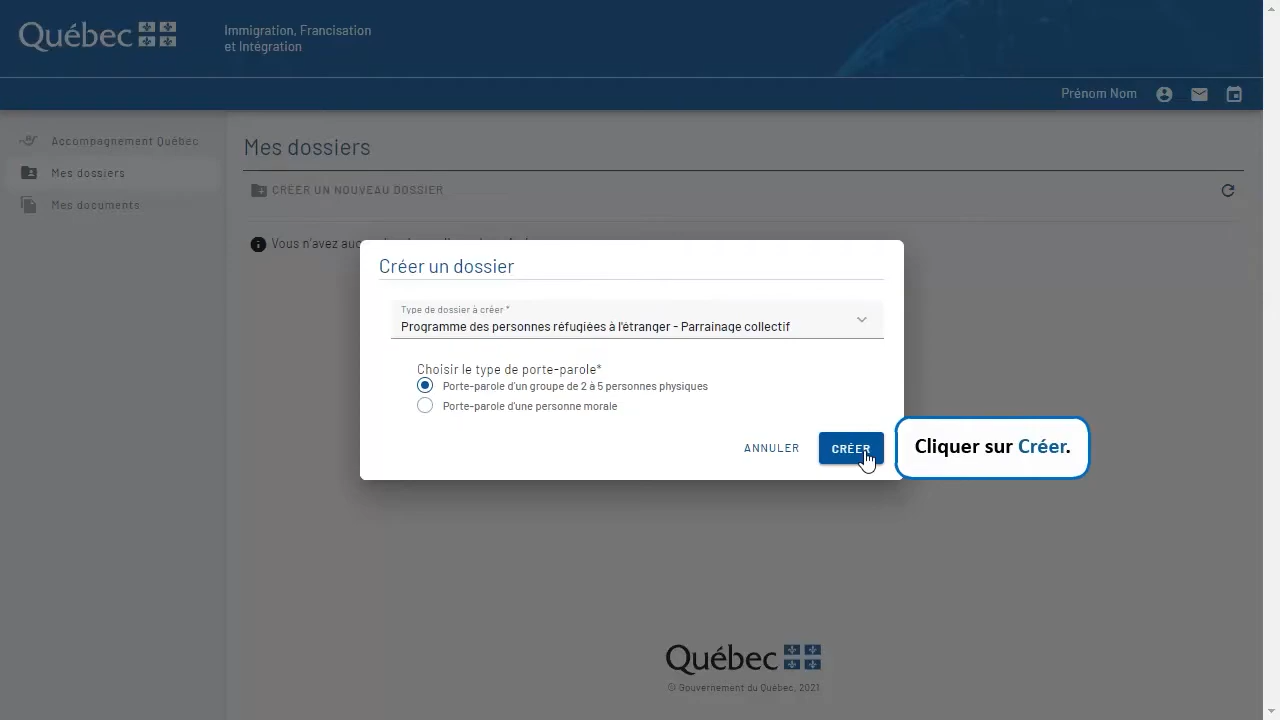 Québec
Immigration, Francisation
et Intégration
Prénom Nom
Accompagnement Québec
Mes dossiers
Mes documents
Mes dossiers
CRÉER UN NOUVEAU DOSSIER
Vous n'avez auc
Créer un dossier
Type de dossier à créer *
Programme des personnes réfugiées à l'étranger - Parrainage collectif
Choisir le type de porte-parole*
Porte-parole d'un groupe de 2 à 5 personnes physiques
Porte-parole d'une personne morale
ANNULER
CRÉER
Cliquer sur Créer.
Québec
© Gouvernement du Québec, 2021